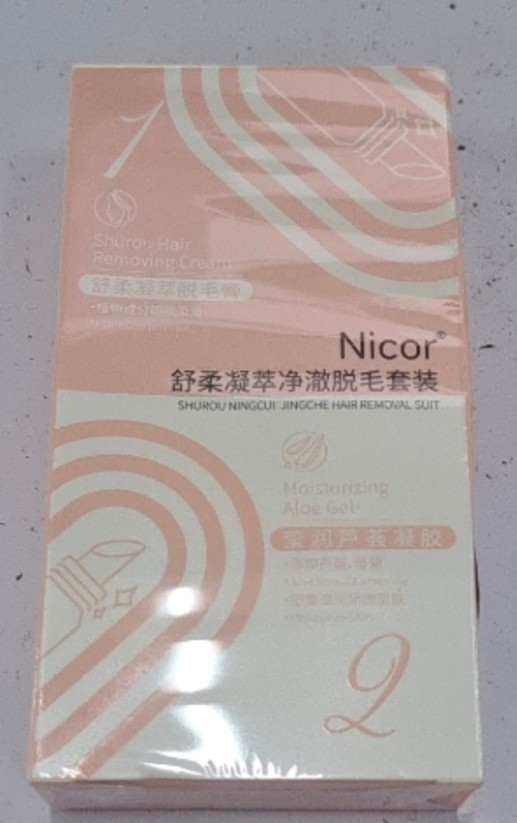 1
Shurou Hair
Removing Cream
舒柔凝萃脱毛膏
Nicor®
舒柔凝萃净澈脱毛套装
SHUROU NINGCUI JINGCHE HAIR REMOVAL SUIT
Moisturizing
Aloe Gel
莹润芦荟凝胶
2